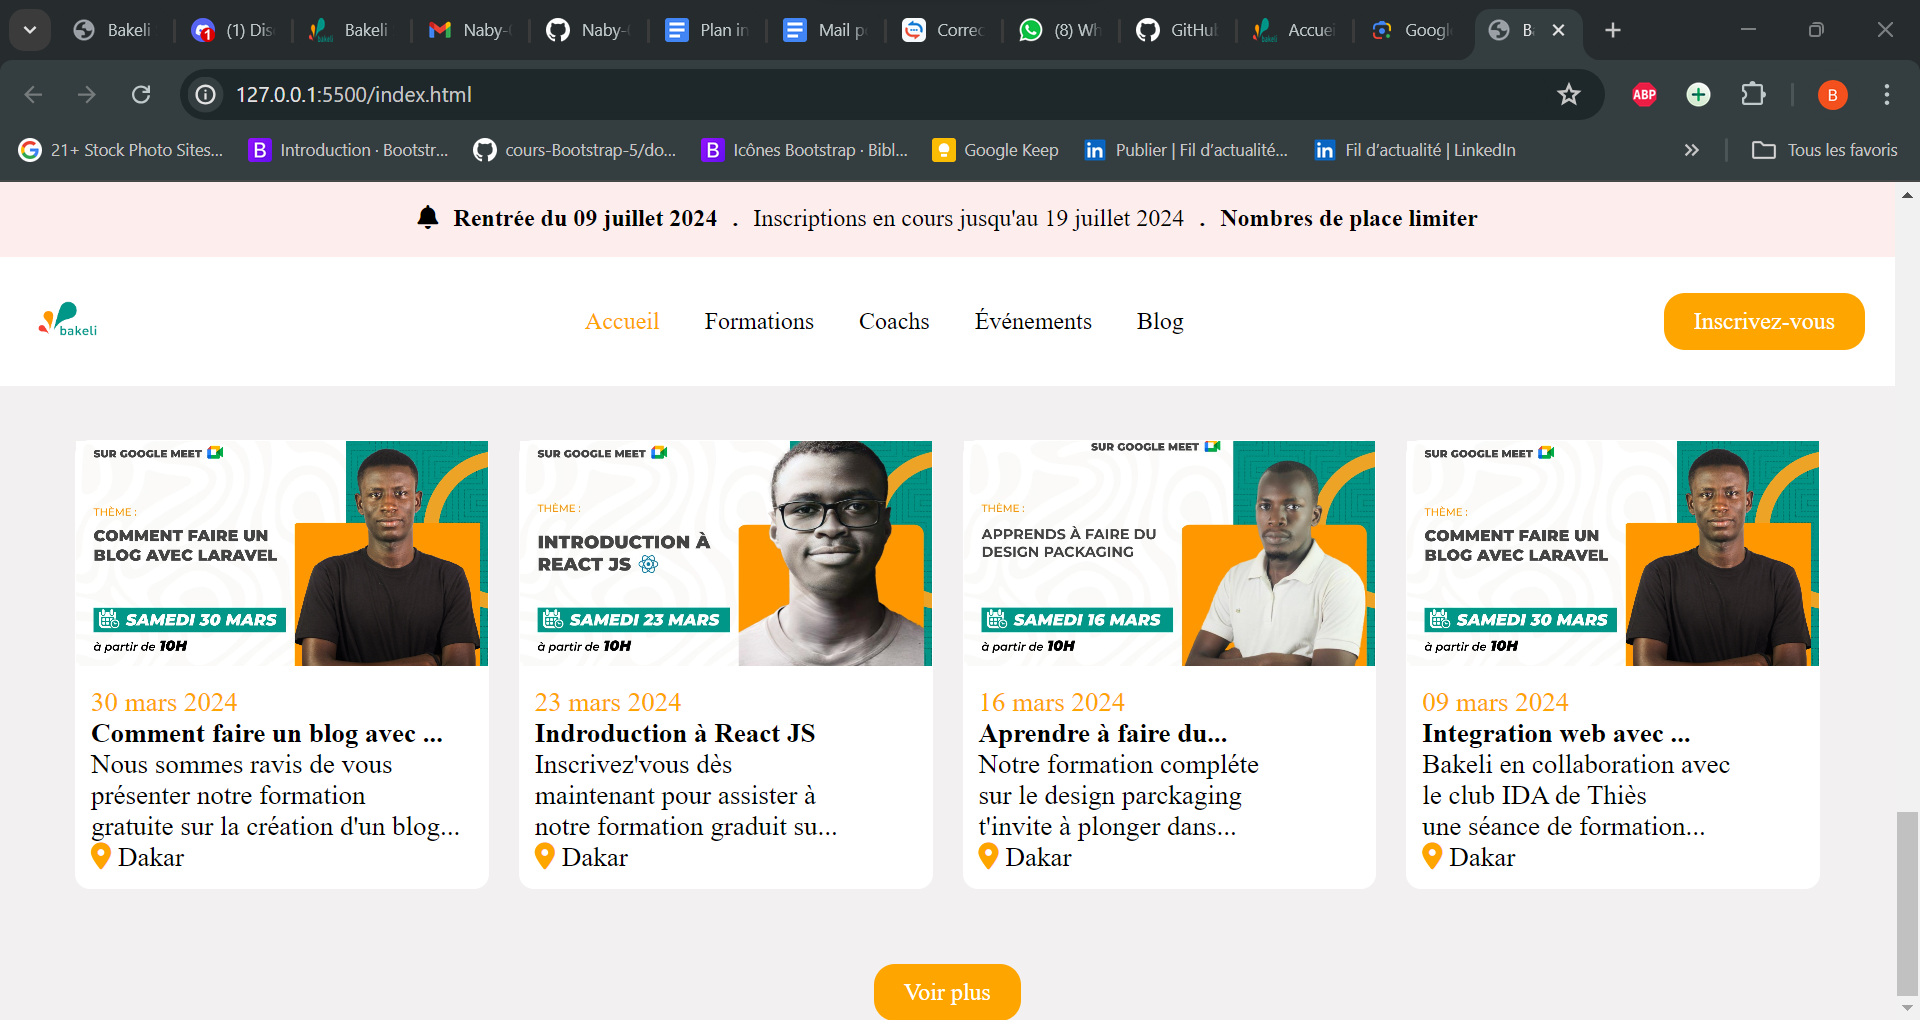 Bakeli
(1) Dis
Bakeli
Naby-
Naby-
Plan in
Mail p
Correc
(8) Wh
GitHu
Accuei
Googl
B
127.0.0.1:5500/index.html
ABP
B
21+ Stock Photo Sites...
Introduction · Bootstr...
cours-Bootstrap-5/do...
Icônes Bootstrap · Bibl...
Google Keep
Publier | Fil d’actualité...
Fil d’actualité | LinkedIn
Tous les favoris
Rentrée du 09 juillet 2024 . Inscriptions en cours jusqu'au 19 juillet 2024 . Nombres de place limiter
bakeli
Accueil
Formations
Coachs
Événements
Blog
Inscrivez-vous
SUR GOOGLE MEET
THÈME :
COMMENT FAIRE UN
BLOG AVEC LARAVEL
SAMEDI 30 MARS
à partir de 10H
30 mars 2024
Comment faire un blog avec ...
Nous sommes ravis de vous
présenter notre formation
gratuite sur la création d'un blog...
Dakar
SUR GOOGLE MEET
THÈME :
INTRODUCTION À
REACT JS
SAMEDI 23 MARS
à partir de 10H
23 mars 2024
Indroduction à React JS
Inscrivez'vous dès
maintenant pour assister à
notre formation graduit su...
Dakar
SUR GOOGLE MEET
THÈME :
APPRENDS À FAIRE DU
DESIGN PACKAGING
SAMEDI 16 MARS
à partir de 10H
16 mars 2024
Aprendre à faire du...
Notre formation compléte
sur le design parckaging
t'invite à plonger dans...
Dakar
SUR GOOGLE MEET
THÈME :
COMMENT FAIRE UN
BLOG AVEC LARAVEL
SAMEDI 30 MARS
à partir de 10H
09 mars 2024
Integration web avec ...
Bakeli en collaboration avec
le club IDA de Thiès
une séance de formation...
Dakar
Voir plus